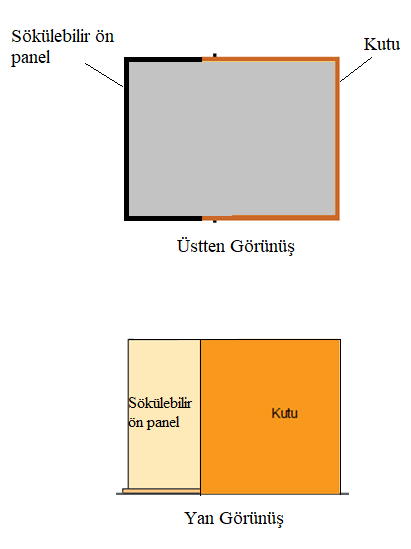 Sökülebilir ön
panel
Kutu
Üstten Görünüş
Sökülebilir
ön panel
Kutu
Yan Görünüş